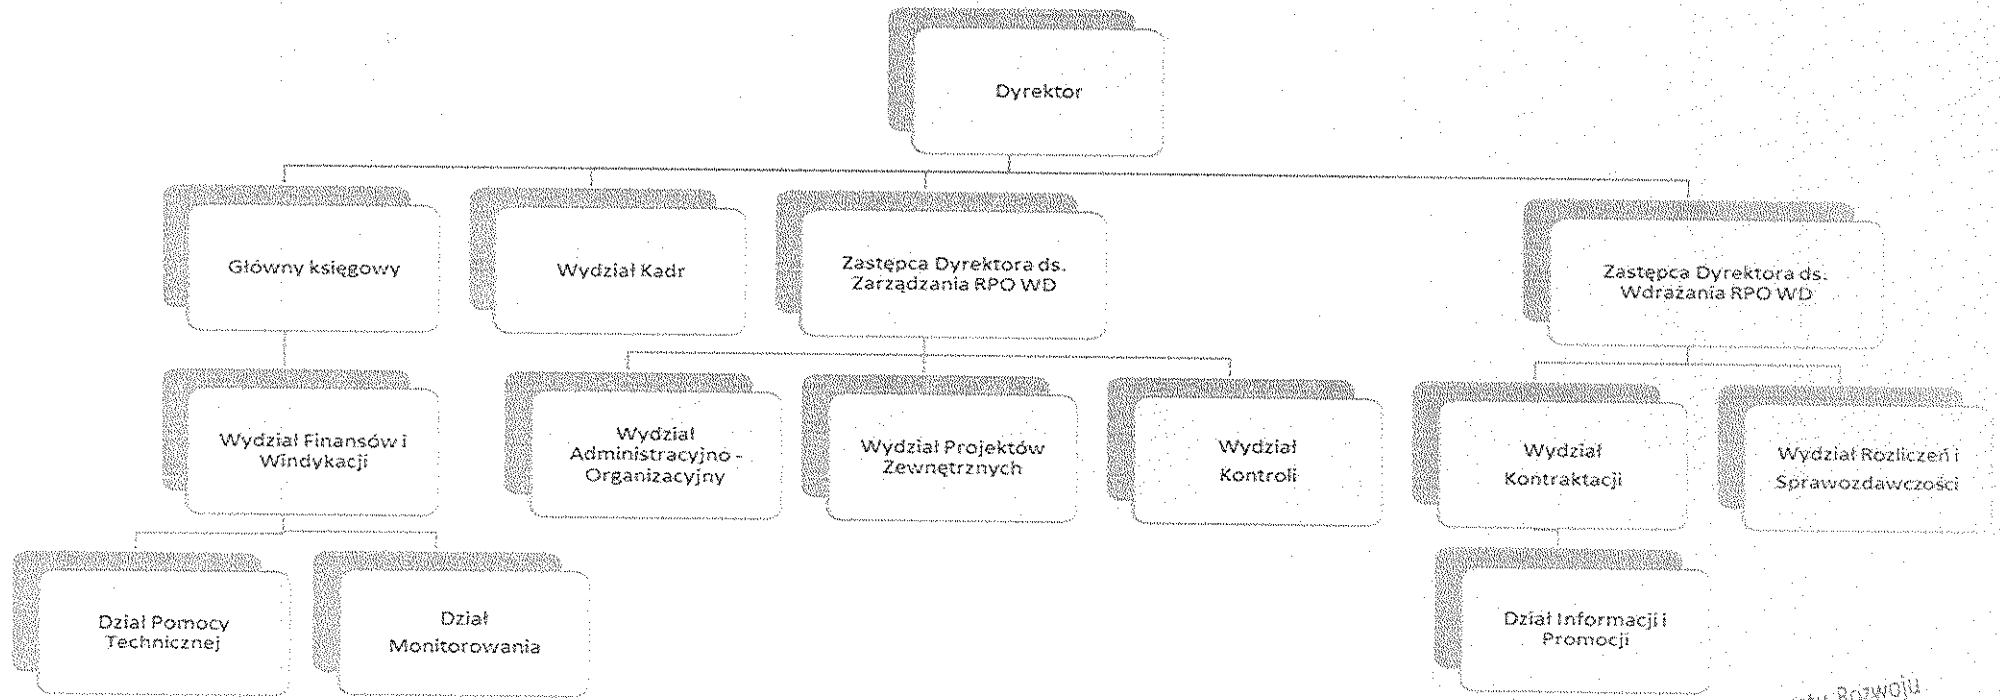 Dyrektor
Główny księgowy
Wydział Kadr
Zastępca Dyrektora ds.
Zarządzania RPO WD
Zastępca Dyrektora ds.
Wdrażania RPO WD
Wydział Finansów i
Windykacji
Wydział
Administracyjno -
Organizacyjny
Wydział Projektów
Zewnętrznych
Wydział
Kontroli
Wydział
Kontraktacji
Wydział Rozliczeń i
Sprawozdawczości
Dział Pomocy
Technicznej
Dział
Monitorowania
Dział Informacji i
Promocji
Rozwoju